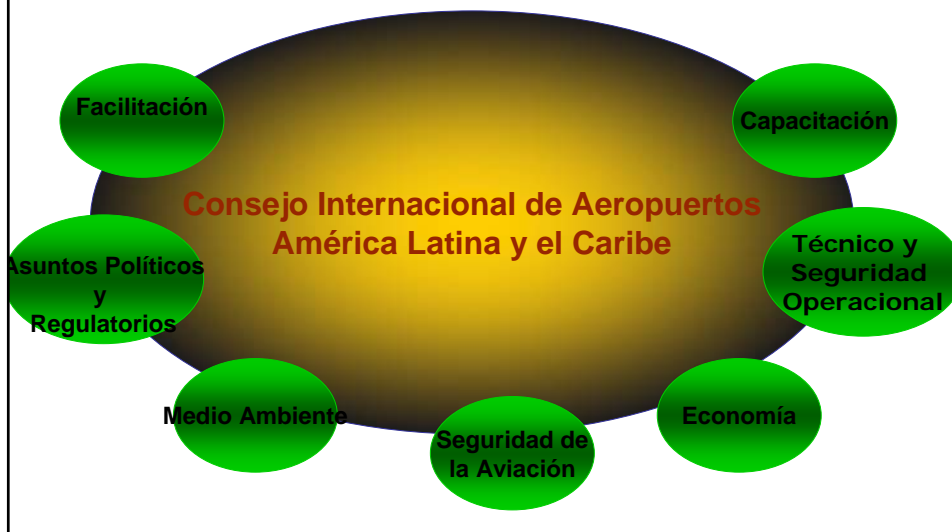 Facilitación
Capacitación
Consejo Internacional de Aeropuertos
América Latina y el Caribe
Asuntos Políticos
y
Regulatorios
Técnico y
Seguridad
Operacional
Medio Ambiente
Seguridad de
la Aviación
Economía